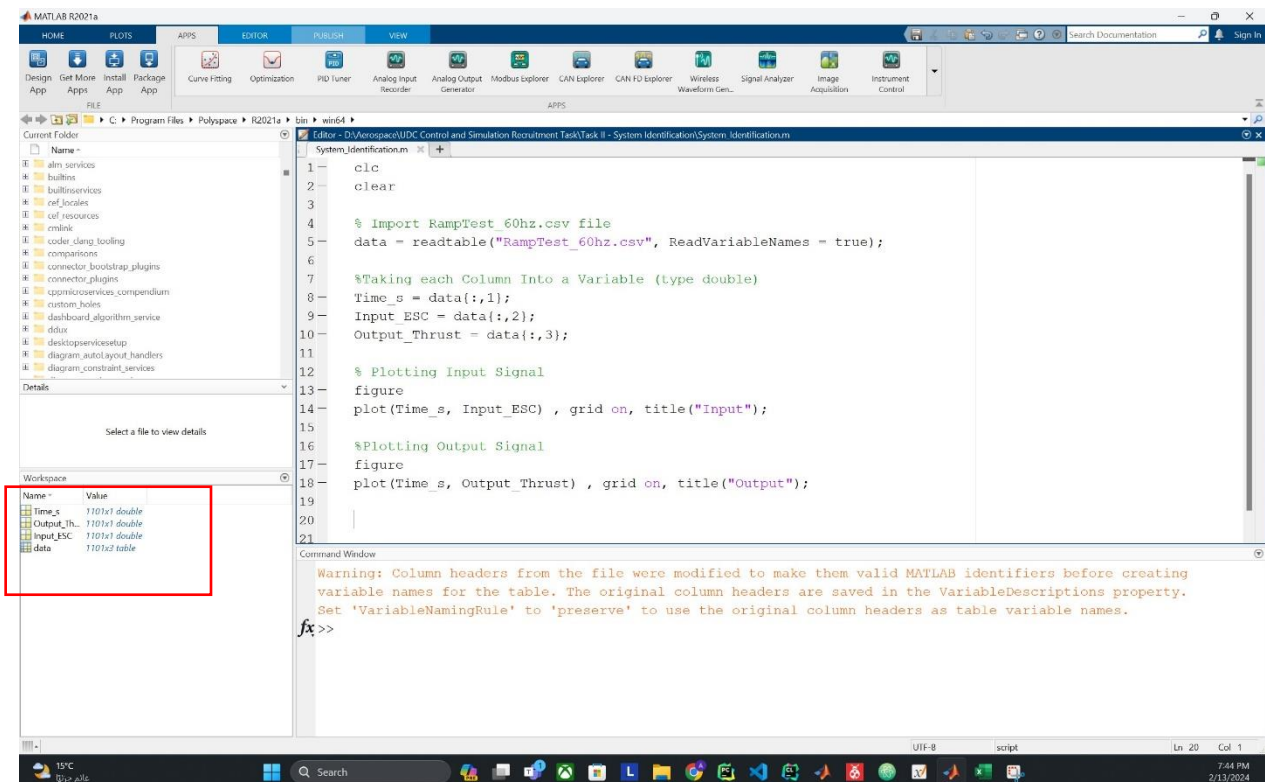 MATLAB R2021a
HOME PLOTS APPS EDITOR PUBLISH VIEW
Search Documentation Sign In
Design App
Get More Apps
Install App
Package App
Curve Fitting
Optimization
PID Tuner
Analog Input Recorder
Analog Output Generator
Modbus Explorer
CAN Explorer
CAN FD Explorer
Wireless Waveform Gen...
Signal Analyzer
Image Acquisition
Instrument Control
FILE APPS
C: ▸ Program Files ▸ Polyspace ▸ R2021a ▸ bin ▸ win64 ▸
Current Folder
Name
alm_services
builtins
builtinservices
cef_locales
cef_resources
cmlink
coder_clang_tooling
comparisons
connector_bootstrap_plugins
connector_plugins
cppmicroservices_compendium
custom_holes
dashboard_algorithm_service
ddux
desktopservicesetup
diagram_autoLayout_handlers
diagram_constraint_services
Details
Select a file to view details
Workspace
Name Value
Time_s 1101x1 double
Output_Th... 1101x1 double
Input_ESC 1101x1 double
data 1101x3 table
Editor - D:\Aerospace\UDC Control and Simulation Recruitment Task\Task II - System Identification\System_Identification.m
System_Identification.m
1 clc
2 clear
3
4 % Import RampTest_60hz.csv file
5 data = readtable("RampTest_60hz.csv", ReadVariableNames = true);
6
7 %Taking each Column Into a Variable (type double)
8 Time_s = data{:,1};
9 Input_ESC = data{:,2};
10 Output_Thrust = data{:,3};
11
12 % Plotting Input Signal
13 figure
14 plot(Time_s, Input_ESC) , grid on, title("Input");
15
16 %Plotting Output Signal
17 figure
18 plot(Time_s, Output_Thrust) , grid on, title("Output");
19
20
21
Command Window
Warning: Column headers from the file were modified to make them valid MATLAB identifiers before creating
variable names for the table. The original column headers are saved in the VariableDescriptions property.
Set 'VariableNamingRule' to 'preserve' to use the original column headers as table variable names.
fx >>
UTF-8 script Ln 20 Col 1
15°C
غائم جزئيًا
Search
7:44 PM
2/13/2024